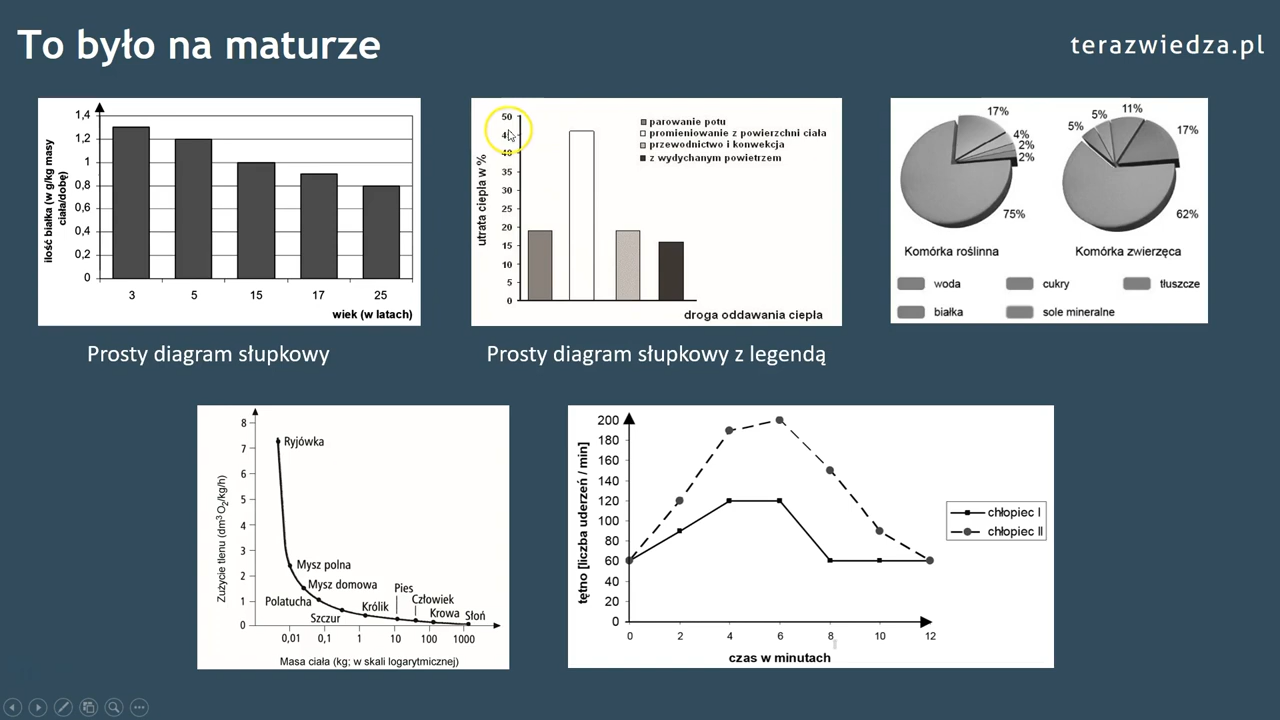 To było na maturze
terazwiedza.pl
ilość białka (w g/kg masy
ciała/dobę)
1,4
1,2
1
0,8
0,6
0,4
0,2
0
3 5 15 17 25
wiek (w latach)
Prosty diagram słupkowy
utrata ciepła w %
50
40
35
30
25
20
15
10
5
0
parowanie potu
promieniowanie z powierzchni ciała
przewodnictwo i konwekcja
z wydychanym powietrzem
droga oddawania ciepła
Prosty diagram słupkowy z legendą
17%
4%
2%
2%
75%
Komórka roślinna
5%
5%
11%
17%
62%
Komórka zwierzęca
woda cukry tłuszcze
białka sole mineralne
Zużycie tlenu (dm³O₂/kg/h)
8
7
6
5
4
3
2
1
0
Ryjówka
Mysz polna
Mysz domowa
Polatucha
Szczur
Królik
Pies
Człowiek
Krowa
Słoń
0,01 0,1 1 10 100 1000
Masa ciała (kg; w skali logarytmicznej)
tętno [liczba uderzeń / min]
200
180
160
140
120
100
80
60
40
20
0
0 2 4 6 8 10 12
czas w minutach
chłopiec I
chłopiec II